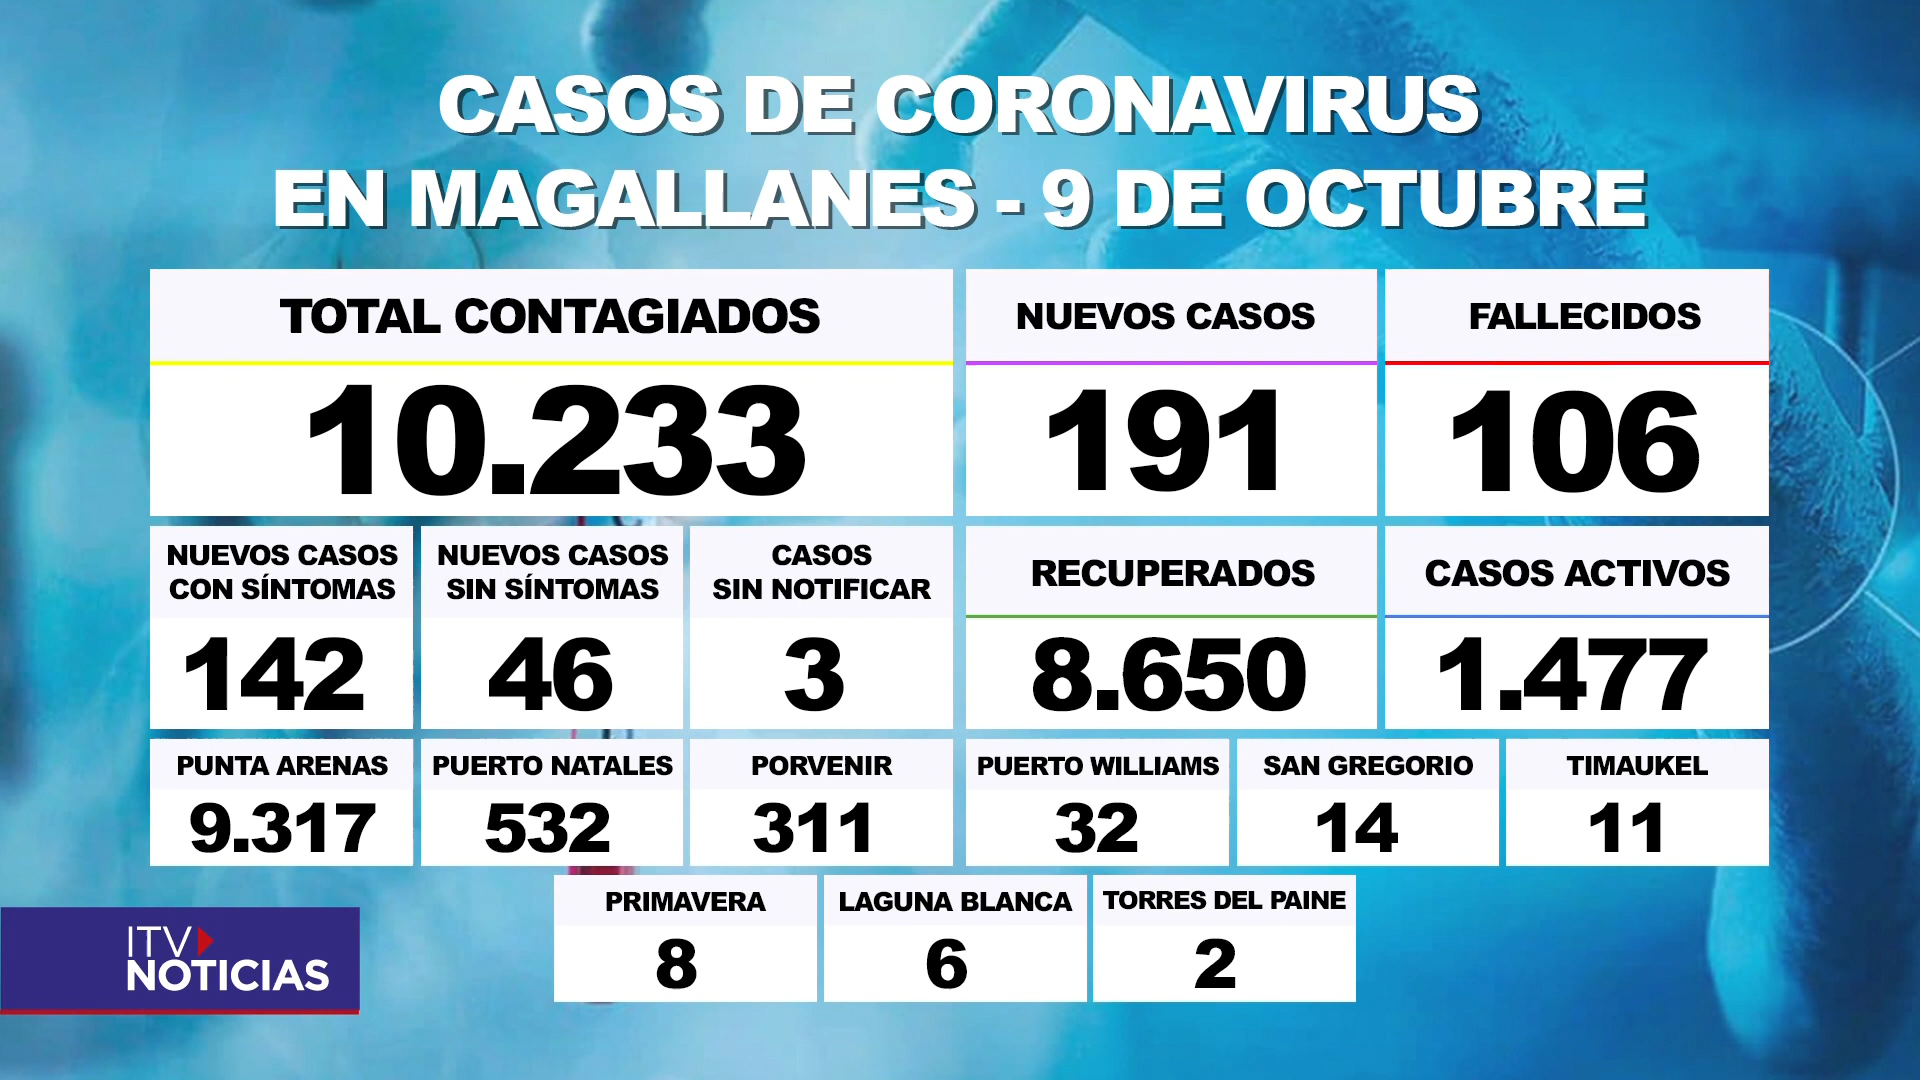 CASOS DE CORONAVIRUS
EN MAGALLANES - 9 DE OCTUBRE
TOTAL CONTAGIADOS
10.233
NUEVOS CASOS
191
FALLECIDOS
106
NUEVOS CASOS
CON SÍNTOMAS
142
NUEVOS CASOS
SIN SÍNTOMAS
46
CASOS
SIN NOTIFICAR
3
RECUPERADOS
8.650
CASOS ACTIVOS
1.477
PUNTA ARENAS
9.317
PUERTO NATALES
532
PORVENIR
311
PUERTO WILLIAMS
32
SAN GREGORIO
14
TIMAUKEL
11
PRIMAVERA
8
LAGUNA BLANCA
6
TORRES DEL PAINE
2
ITV
NOTICIAS